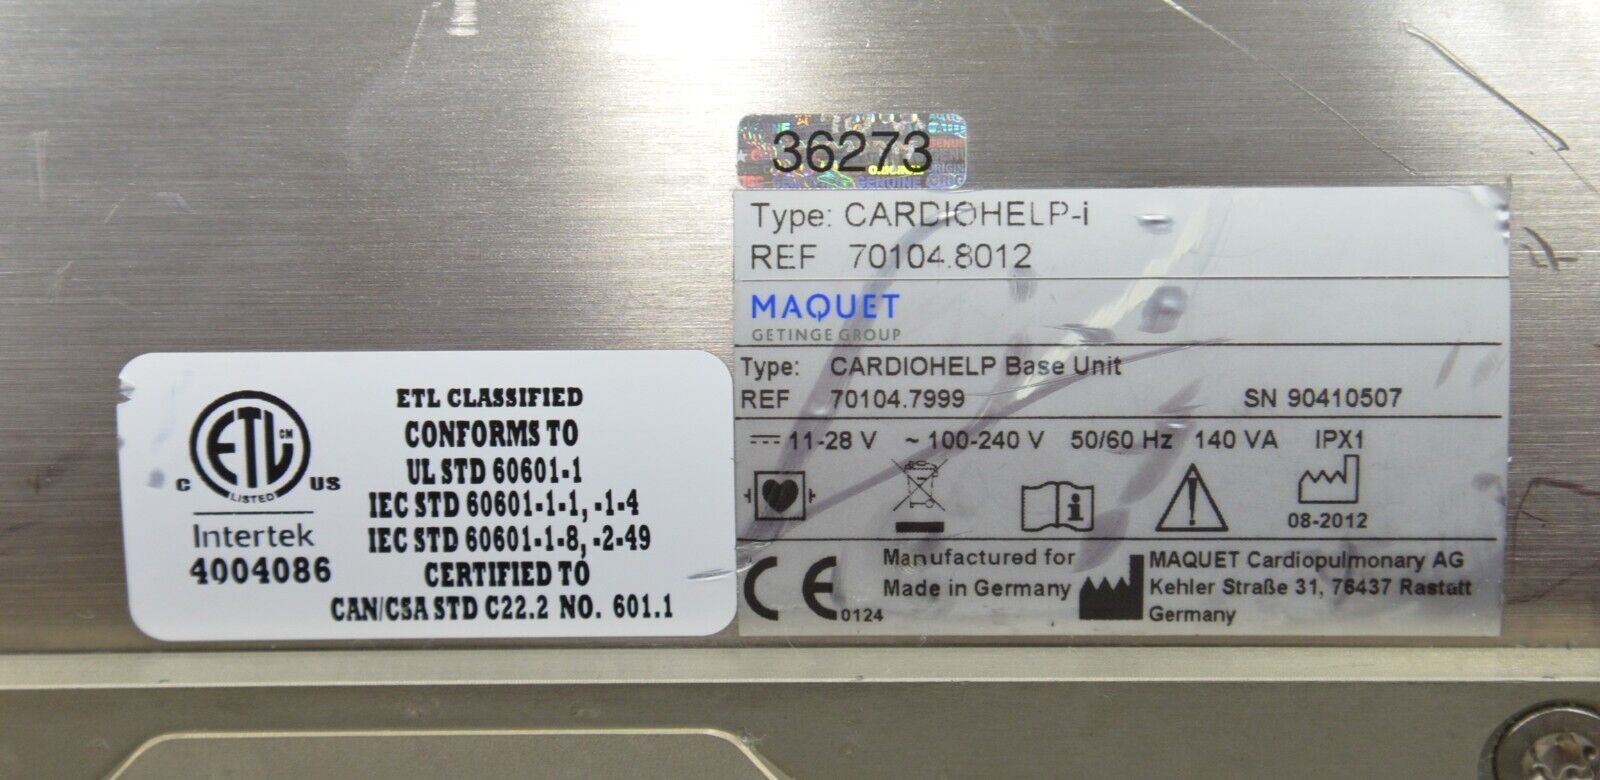 36273
GENUINE
Type: CARDIOHELP-i
REF 70104.8012
MAQUET
GETINGE GROUP
Type: CARDIOHELP Base Unit
REF 70104.7999 SN 90410507
11-28 V ~ 100-240 V 50/60 Hz 140 VA IPX1
08-2012
CE 0124
Manufactured for
Made in Germany
MAQUET Cardiopulmonary AG
Kehler Straße 31, 76437 Rastatt
Germany
ETL CM
LISTED
C US
Intertek
4004086
ETL CLASSIFIED
CONFORMS TO
UL STD 60601-1
IEC STD 60601-1-1, -1-4
IEC STD 60601-1-8, -2-49
CERTIFIED TO
CAN/CSA STD C22.2 NO. 601.1